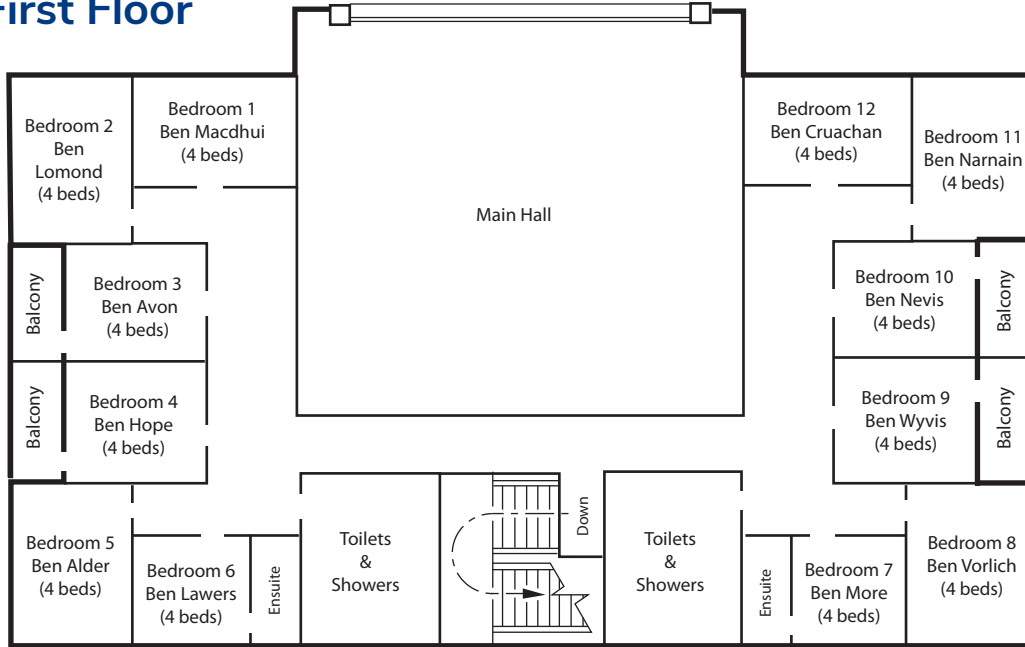 First Floor
Bedroom 1
Ben Macdhui
(4 beds)
Bedroom 2
Ben
Lomond
(4 beds)
Bedroom 12
Ben Cruachan
(4 beds)
Bedroom 11
Ben Narnain
(4 beds)
Main Hall
Balcony
Bedroom 3
Ben Avon
(4 beds)
Bedroom 10
Ben Nevis
(4 beds)
Balcony
Balcony
Bedroom 4
Ben Hope
(4 beds)
Bedroom 9
Ben Wyvis
(4 beds)
Balcony
Bedroom 5
Ben Alder
(4 beds)
Bedroom 6
Ben Lawers
(4 beds)
Ensuite
Toilets
&
Showers
Down
Toilets
&
Showers
Ensuite
Bedroom 7
Ben More
(4 beds)
Bedroom 8
Ben Vorlich
(4 beds)